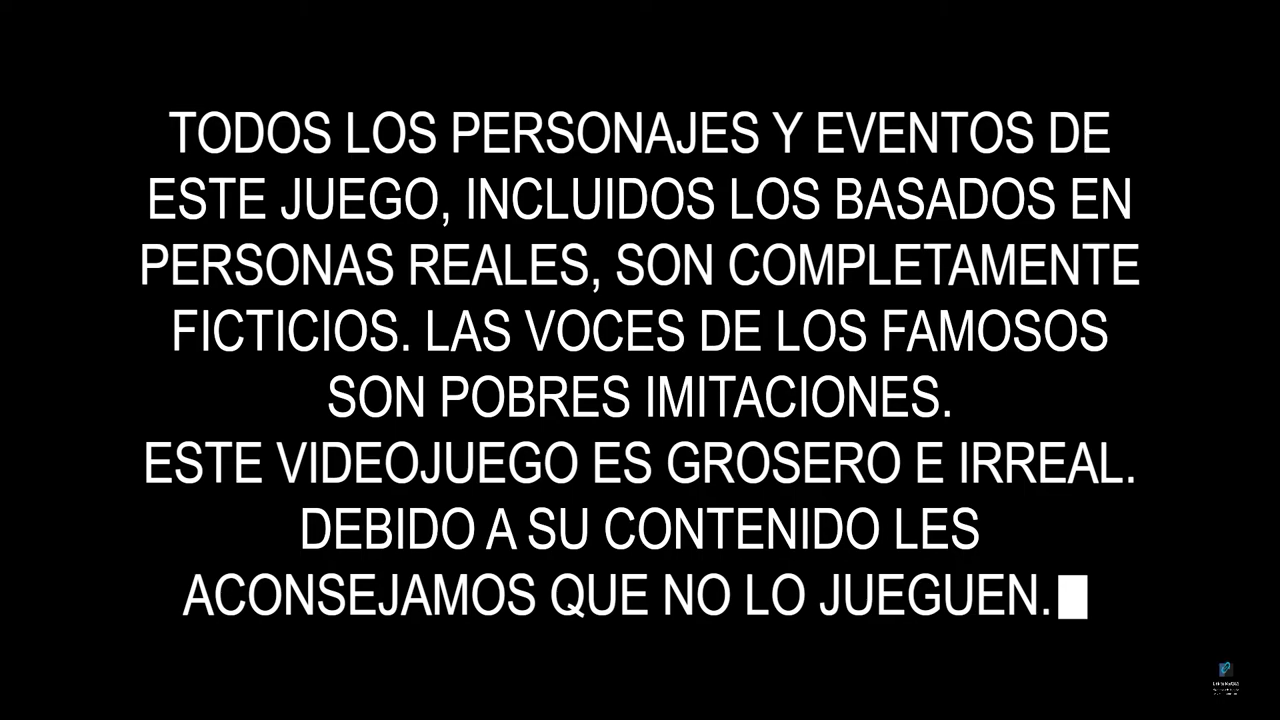 TODOS LOS PERSONAJES Y EVENTOS DE
ESTE JUEGO, INCLUIDOS LOS BASADOS EN
PERSONAS REALES, SON COMPLETAMENTE
FICTICIOS. LAS VOCES DE LOS FAMOSOS
SON POBRES IMITACIONES.
ESTE VIDEOJUEGO ES GROSERO E IRREAL.
DEBIDO A SU CONTENIDO LES
ACONSEJAMOS QUE NO LO JUEGUEN.